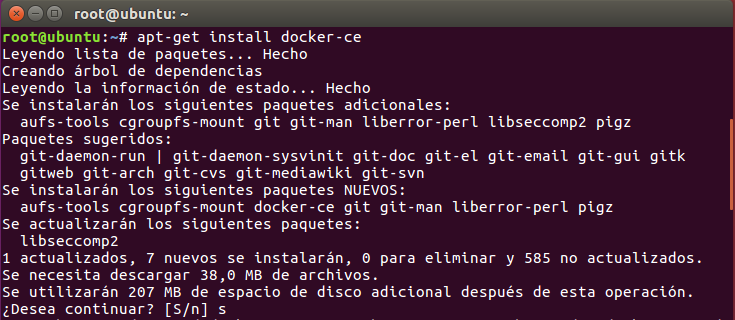 root@ubuntu: ~
root@ubuntu:~# apt-get install docker-ce
Leyendo lista de paquetes... Hecho
Creando árbol de dependencias
Leyendo la información de estado... Hecho
Se instalarán los siguientes paquetes adicionales:
  aufs-tools cgroupfs-mount git git-man liberror-perl libseccomp2 pigz
Paquetes sugeridos:
  git-daemon-run | git-daemon-sysvinit git-doc git-el git-email git-gui gitk
  gitweb git-arch git-cvs git-mediawiki git-svn
Se instalarán los siguientes paquetes NUEVOS:
  aufs-tools cgroupfs-mount docker-ce git git-man liberror-perl pigz
Se actualizarán los siguientes paquetes:
  libseccomp2
1 actualizados, 7 nuevos se instalarán, 0 para eliminar y 585 no actualizados.
Se necesita descargar 38,0 MB de archivos.
Se utilizarán 207 MB de espacio de disco adicional después de esta operación.
¿Desea continuar? [S/n] s